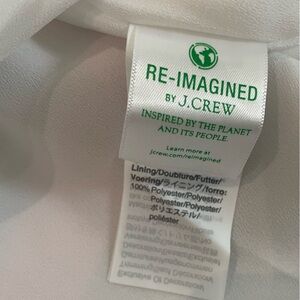 RE-IMAGINED
BY J.CREW
INSPIRED BY THE PLANET
AND ITS PEOPLE.
Learn more at
jcrew.com/reimagined
Lining/Doublure/Futter/
Voering/ライニング/forro:
100% Polyester/Polyester/
Polyester/Polyester/
ポリエステル/
poliéster